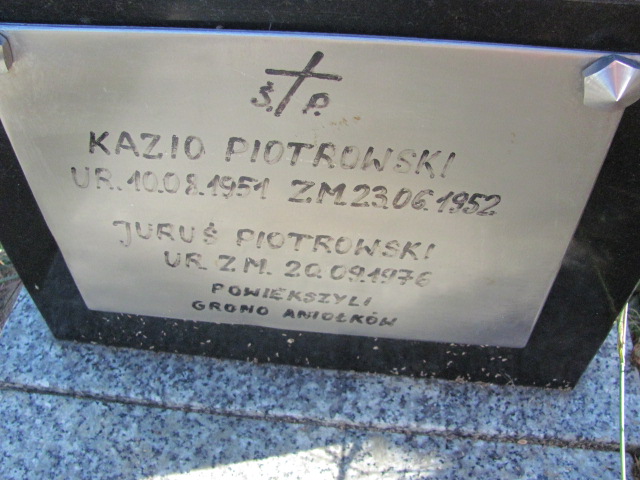 Ś. P.
KAZIO PIOTROWSKI
UR. 10.08.1951 ZM 23.06.1952
JURUŚ PIOTROWSKI
UR. ZM. 20.09.1976
POWIĘKSZYLI
GRONO ANIOŁKÓW